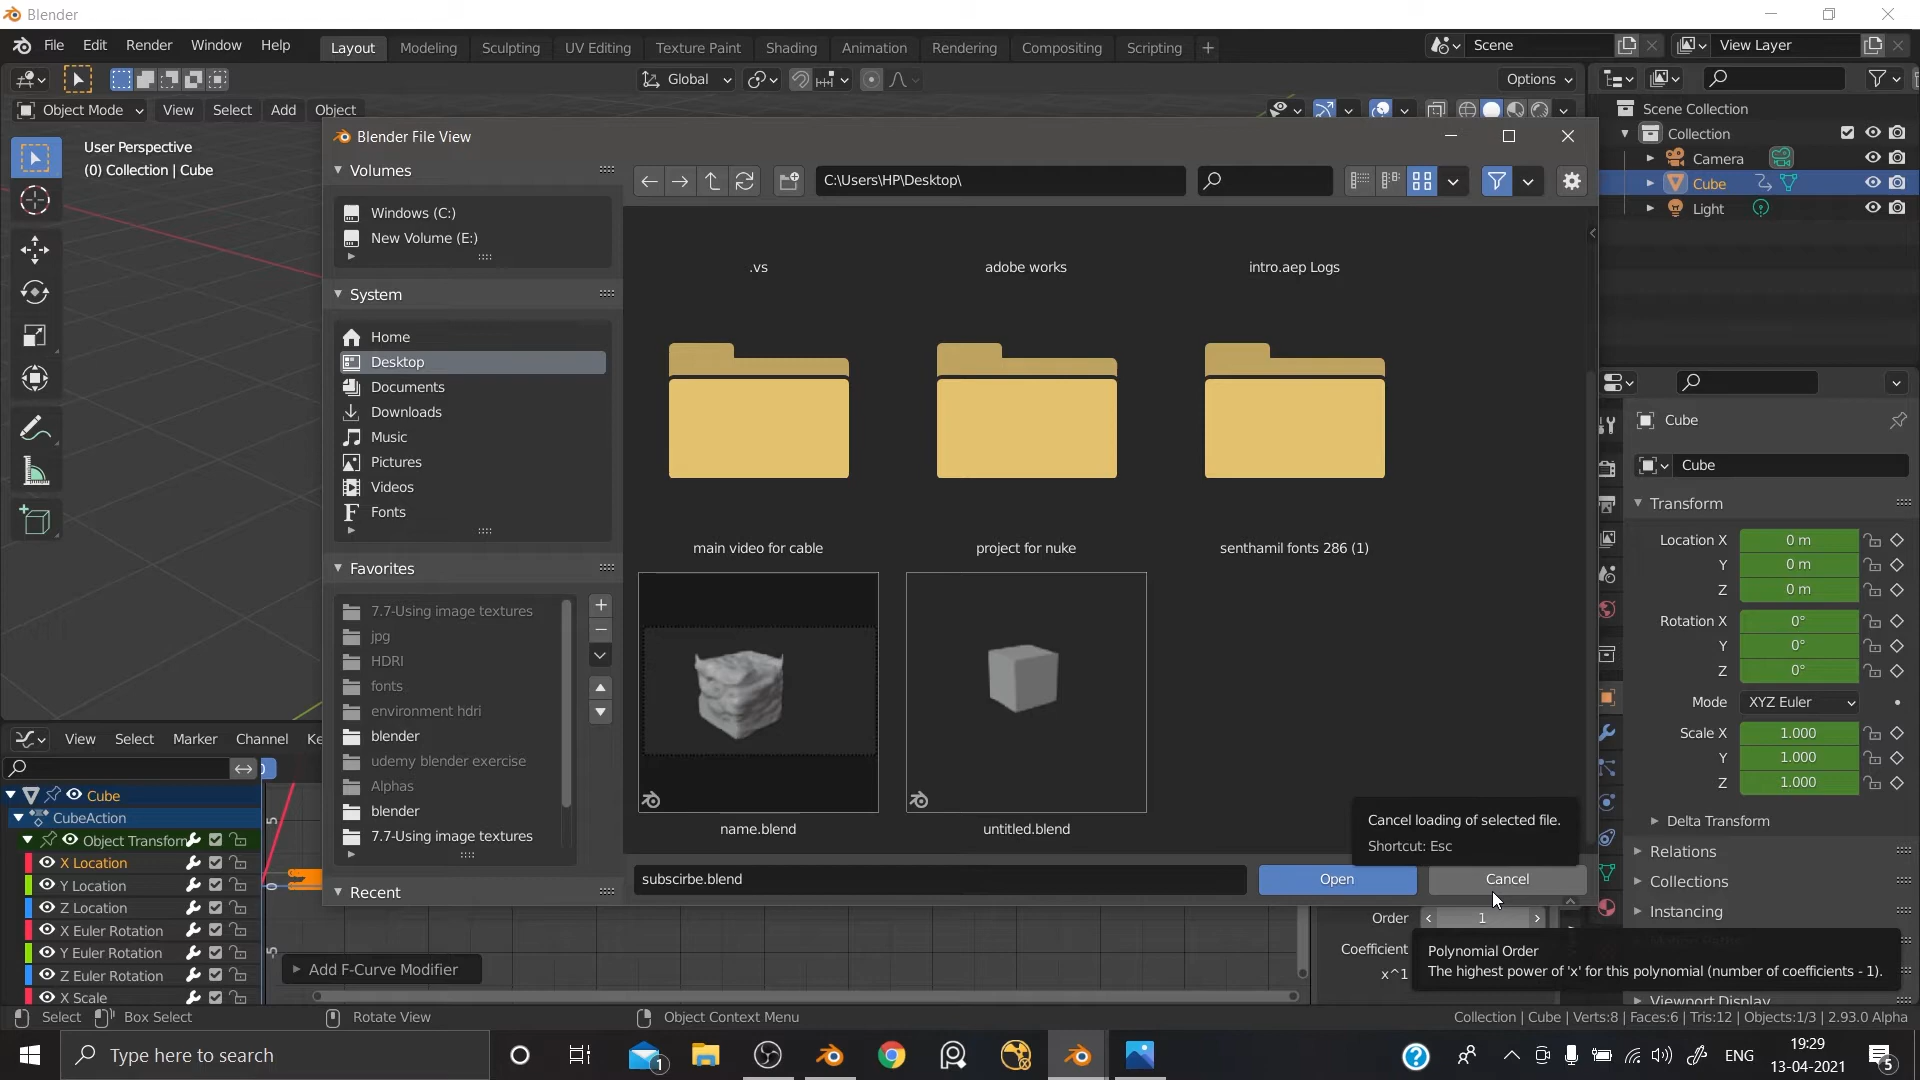 Blender
File Edit Render Window Help Layout Modeling Sculpting UV Editing Texture Paint Shading Animation Rendering Compositing Scripting + Scene View Layer
Global Options
Object Mode View Select Add Object
User Perspective
(0) Collection | Cube
Blender File View
Volumes
Windows (C:)
New Volume (E:)
System
Home
Desktop
Documents
Downloads
Music
Pictures
Videos
Fonts
Favorites
7.7-Using image textures
jpg
HDRI
fonts
environment hdri
blender
udemy blender exercise
Alphas
blender
7.7-Using image textures
Recent
C:\Users\HP\Desktop\
.vs adobe works intro.aep Logs
main video for cable project for nuke senthamil fonts 286 (1)
name.blend untitled.blend
Cancel loading of selected file.
Shortcut: Esc
subscirbe.blend Open Cancel
Scene Collection
Collection
Camera
Cube
Light
Cube
Cube
Transform
Location X 0 m
Y 0 m
Z 0 m
Rotation X 0°
Y 0°
Z 0°
Mode XYZ Euler
Scale X 1.000
Y 1.000
Z 1.000
Delta Transform
Relations
Collections
Instancing
Viewport Display
View Select Marker Channel Ke
Cube
CubeAction
Object Transform
X Location
Y Location
Z Location
X Euler Rotation
Y Euler Rotation
Z Euler Rotation
X Scale
5
0
Add F-Curve Modifier
Order 1
Coefficient
x^1
Polynomial Order
The highest power of 'x' for this polynomial (number of coefficients - 1).
Select Box Select Rotate View Object Context Menu Collection | Cube | Verts:8 | Faces:6 | Tris:12 | Objects:1/3 | 2.93.0 Alpha
Type here to search 1 ENG 19:29
13-04-2021 5